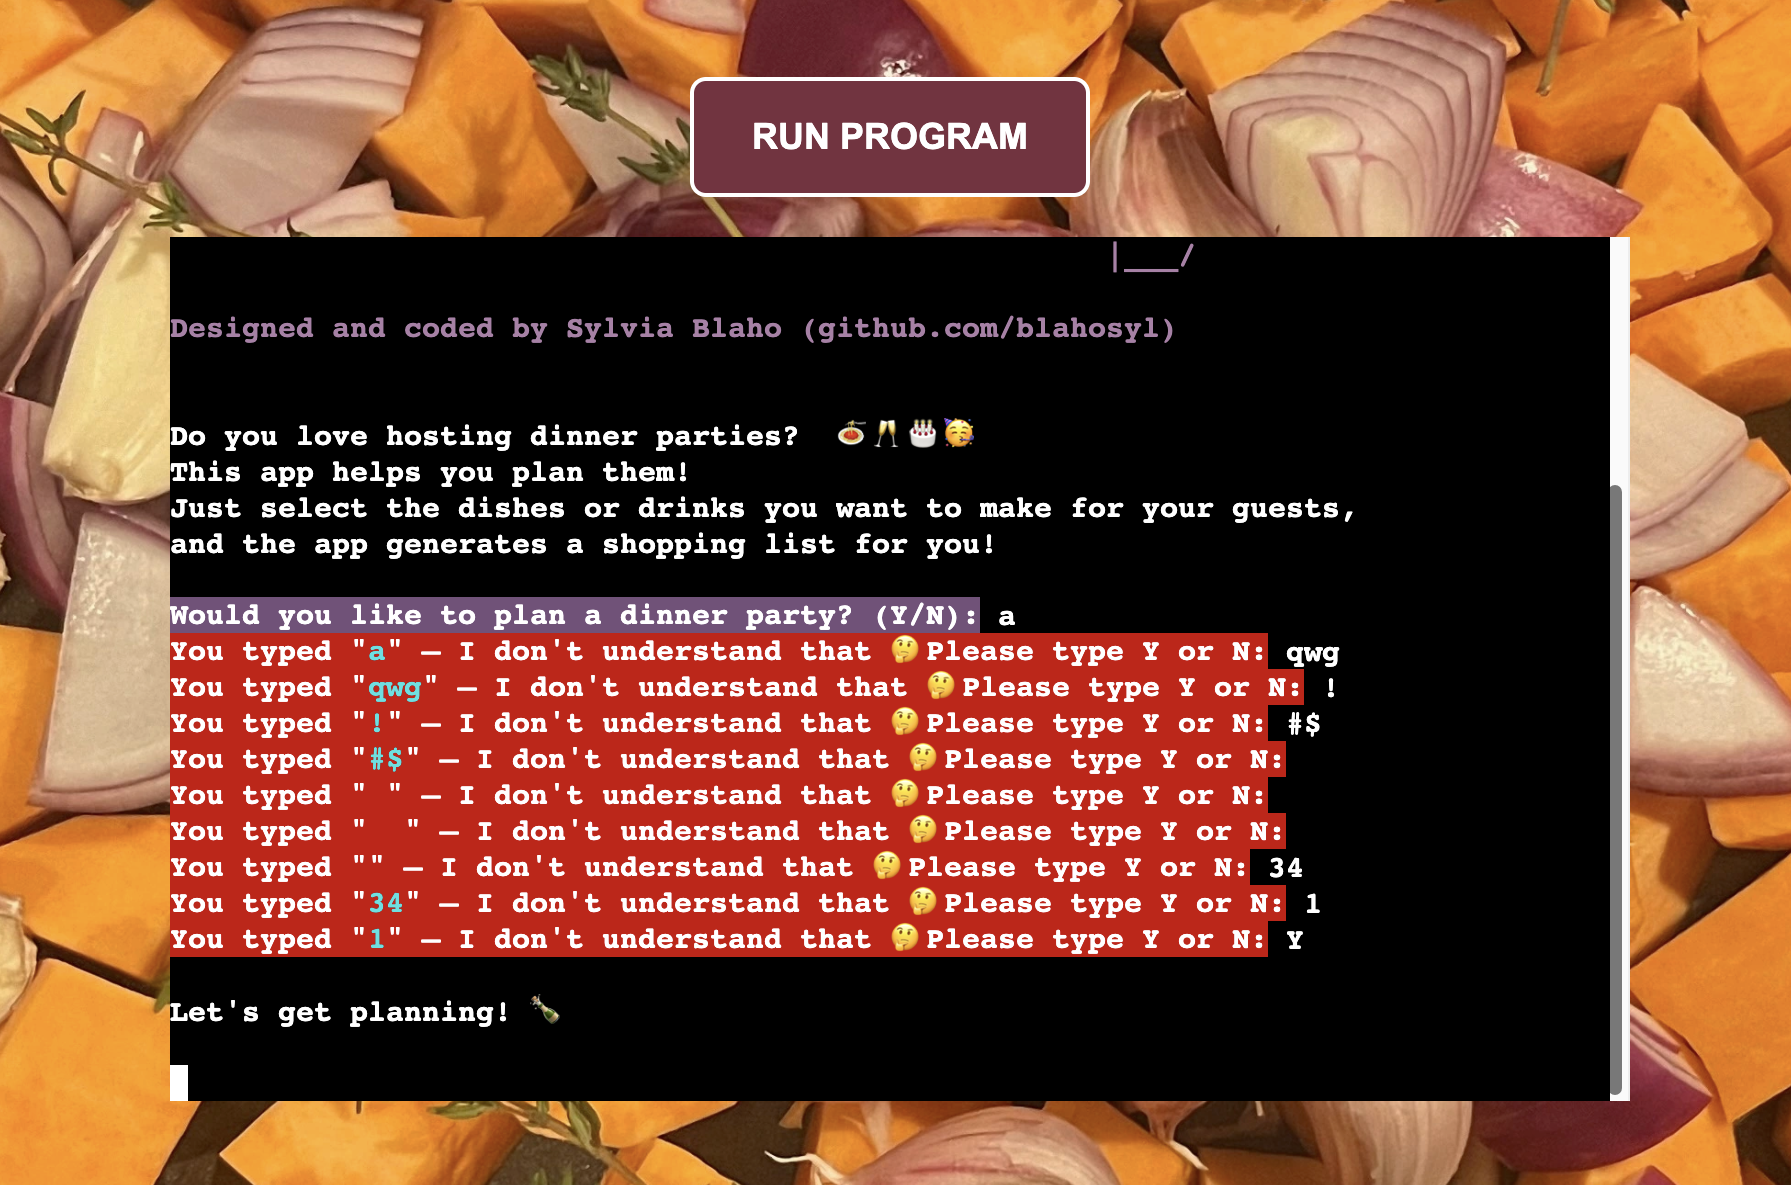 RUN PROGRAM
|___/
Designed and coded by Sylvia Blaho (github.com/blahosyl)
Do you love hosting dinner parties? 🍝🥂🎂🥳
This app helps you plan them!
Just select the dishes or drinks you want to make for your guests,
and the app generates a shopping list for you!
Would you like to plan a dinner party? (Y/N): a
You typed "a" – I don't understand that 🤔Please type Y or N: qwg
You typed "qwg" – I don't understand that 🤔Please type Y or N: !
You typed "!" – I don't understand that 🤔Please type Y or N: #$
You typed "#$" – I don't understand that 🤔Please type Y or N:
You typed " " – I don't understand that 🤔Please type Y or N:
You typed "  " – I don't understand that 🤔Please type Y or N:
You typed "" – I don't understand that 🤔Please type Y or N: 34
You typed "34" – I don't understand that 🤔Please type Y or N: 1
You typed "1" – I don't understand that 🤔Please type Y or N: Y
Let's get planning! 🍾